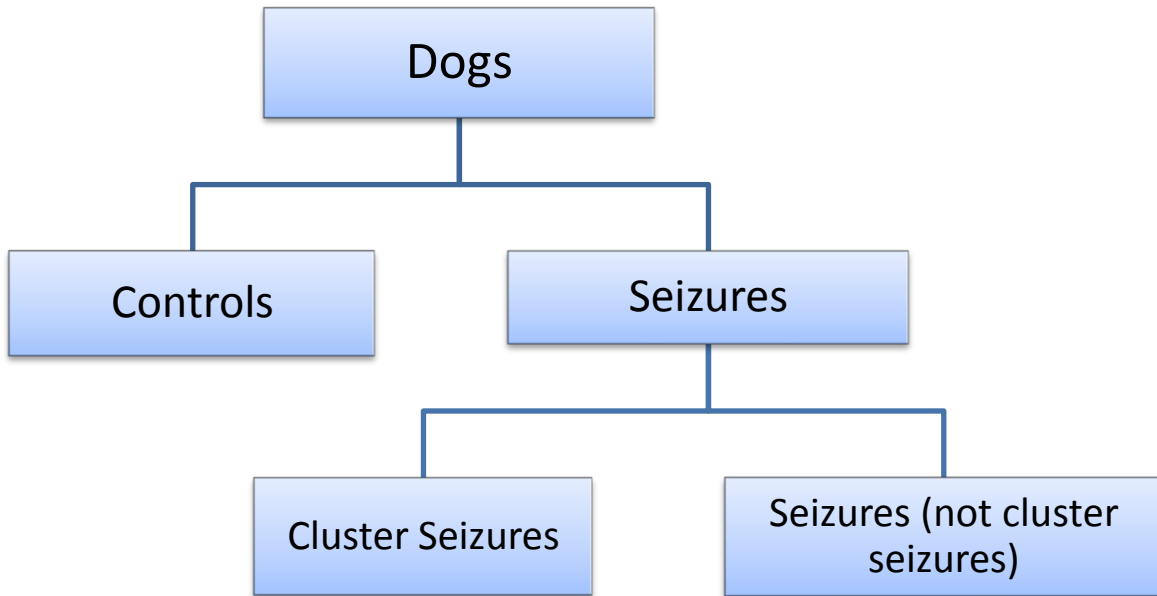 Dogs
Controls
Seizures
Cluster Seizures
Seizures (not cluster
seizures)